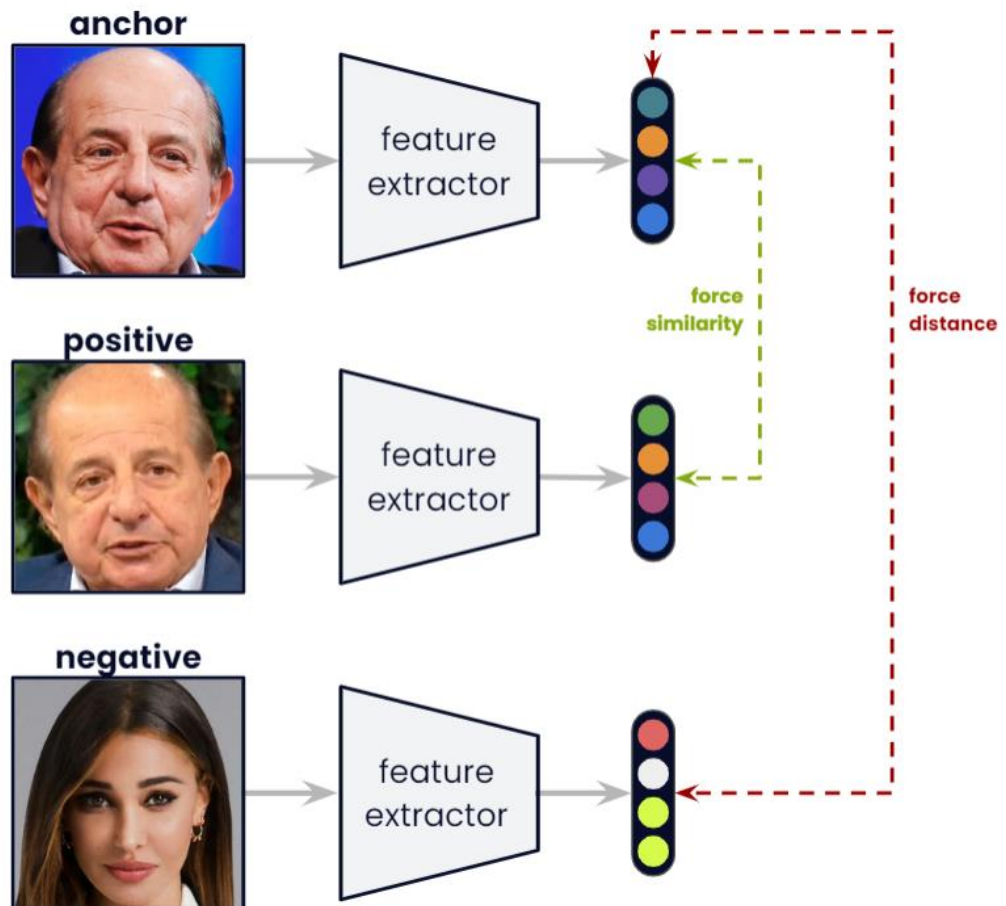 anchor
feature
extractor
force
similarity
force
distance
positive
feature
extractor
negative
feature
extractor